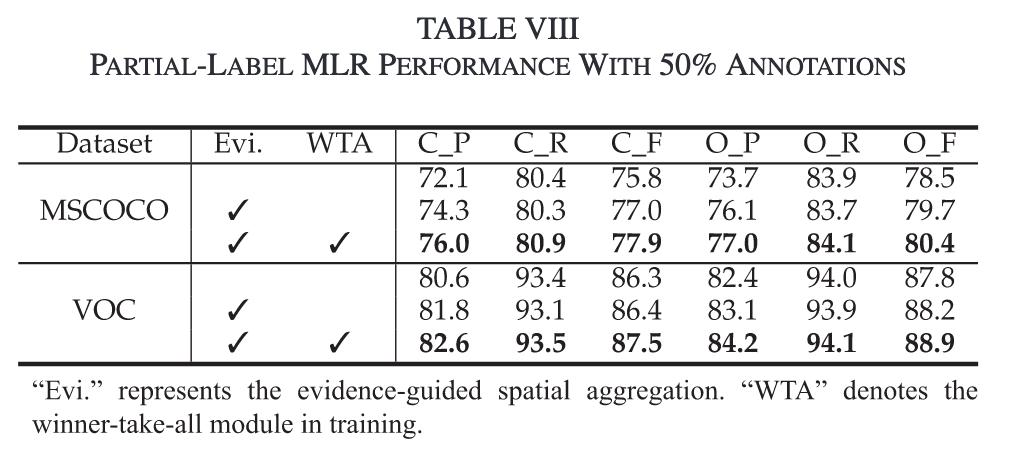 TABLE VIII
PARTIAL-LABEL MLR PERFORMANCE WITH 50% ANNOTATIONS
Dataset Evi. WTA C_P C_R C_F O_P O_R O_F
72.1 80.4 75.8 73.7 83.9 78.5
MSCOCO ✓ 74.3 80.3 77.0 76.1 83.7 79.7
✓ ✓ 76.0 80.9 77.9 77.0 84.1 80.4
80.6 93.4 86.3 82.4 94.0 87.8
VOC ✓ 81.8 93.1 86.4 83.1 93.9 88.2
✓ ✓ 82.6 93.5 87.5 84.2 94.1 88.9
“Evi.” represents the evidence-guided spatial aggregation. “WTA” denotes the
winner-take-all module in training.